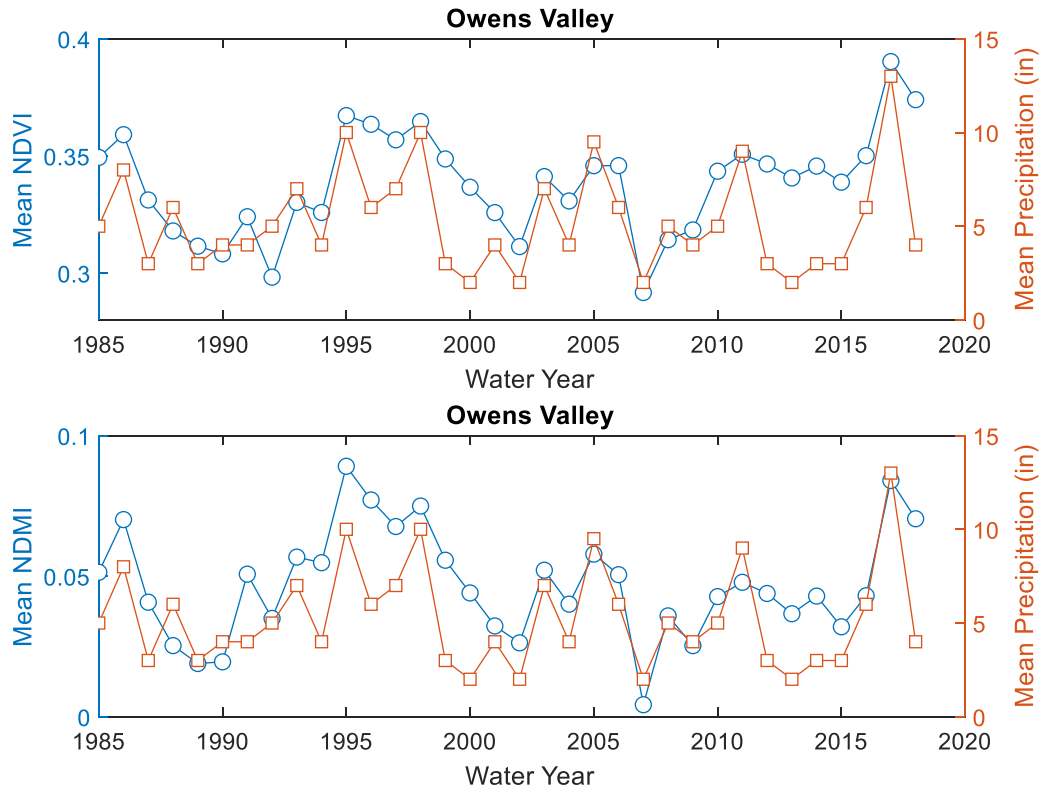 Owens Valley
0.4
0.35
0.3
Mean NDVI
15
10
5
0
Mean Precipitation (in)
1985 1990 1995 2000 2005 2010 2015 2020
Water Year
Owens Valley
0.1
0.05
0
Mean NDMI
15
10
5
0
Mean Precipitation (in)
1985 1990 1995 2000 2005 2010 2015 2020
Water Year